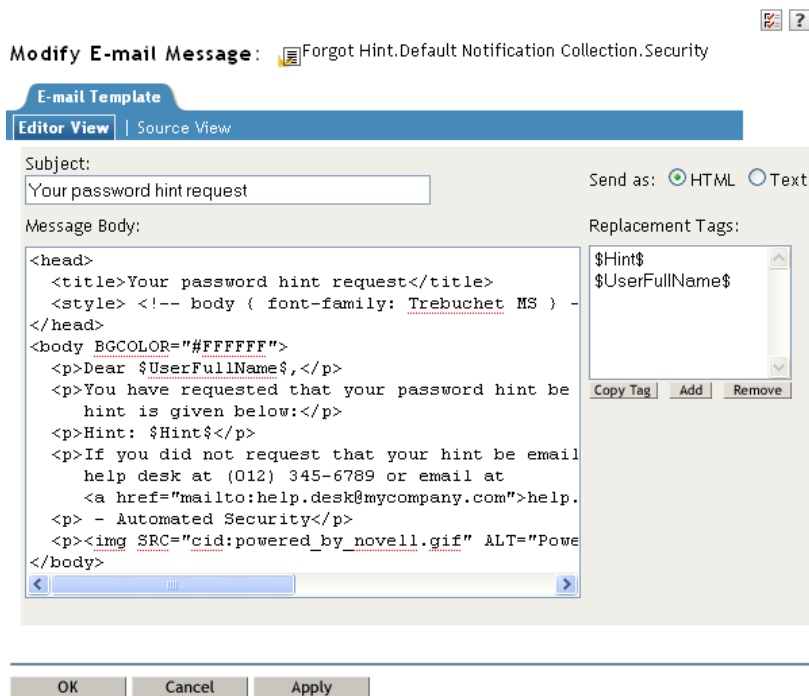 ?
Modify E-mail Message: Forgot Hint.Default Notification Collection.Security
E-mail Template
Editor View | Source View
Subject:
Your password hint request
Send as: HTML Text
Message Body:
Replacement Tags:
<head>
<title>Your password hint request</title>
<style> <!-- body { font-family: Trebuchet MS } -
</head>
<body BGCOLOR="#FFFFFF">
<p>Dear $UserFullName$,</p>
<p>You have requested that your password hint be
hint is given below:</p>
<p>Hint: $Hint$</p>
<p>If you did not request that your hint be email
help desk at (012) 345-6789 or email at
<a href="mailto:help.desk@mycompany.com">help.
<p> - Automated Security</p>
<p><img SRC="cid:powered_by_novell.gif" ALT="Powe
</body>
$Hint$
$UserFullName$
Copy Tag Add Remove
OK Cancel Apply